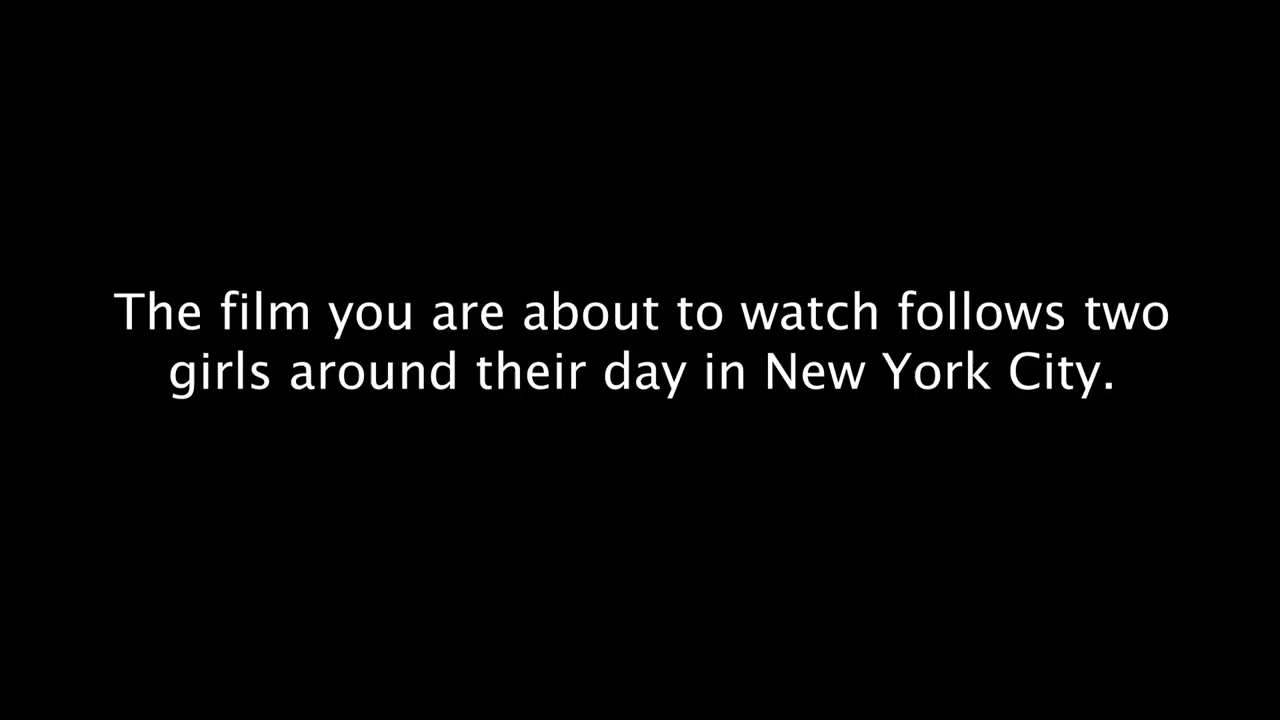 The film you are about to watch follows two
girls around their day in New York City.